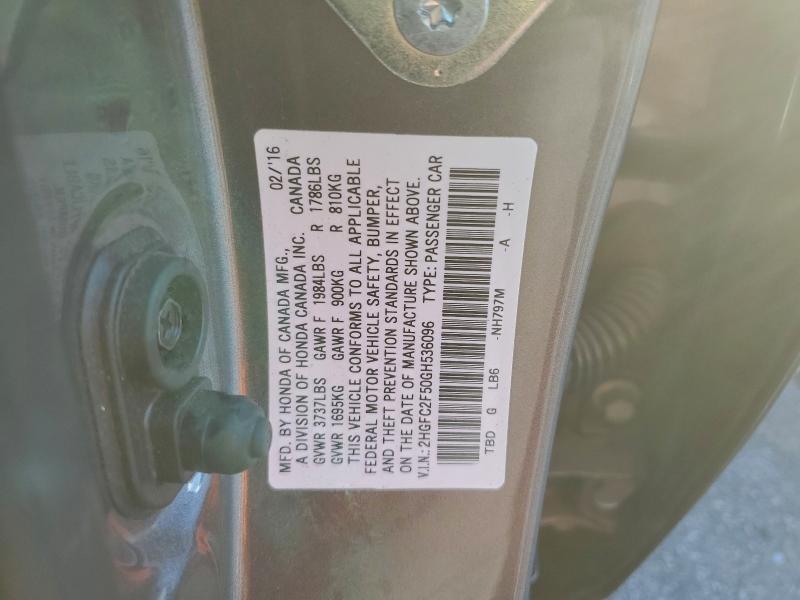 MFD. BY HONDA OF CANADA MFG., 02/'16
A DIVISION OF HONDA CANADA INC. CANADA
GVWR 3737LBS GAWR F 1984LBS R 1786LBS
GVWR 1695KG GAWR F 900KG R 810KG
THIS VEHICLE CONFORMS TO ALL APPLICABLE
FEDERAL MOTOR VEHICLE SAFETY, BUMPER,
AND THEFT PREVENTION STANDARDS IN EFFECT
ON THE DATE OF MANUFACTURE SHOWN ABOVE.
V.I.N.: 2HGFC2F50GH536096 TYPE: PASSENGER CAR
TBD G LB6 -NH797M -A -H